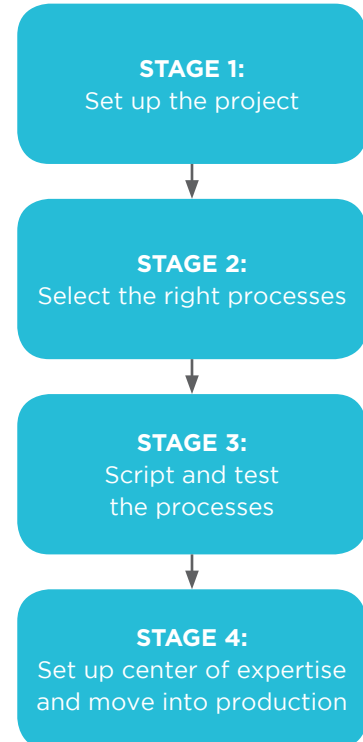 STAGE 1:
Set up the project
STAGE 2:
Select the right processes
STAGE 3:
Script and test
the processes
STAGE 4:
Set up center of expertise
and move into production